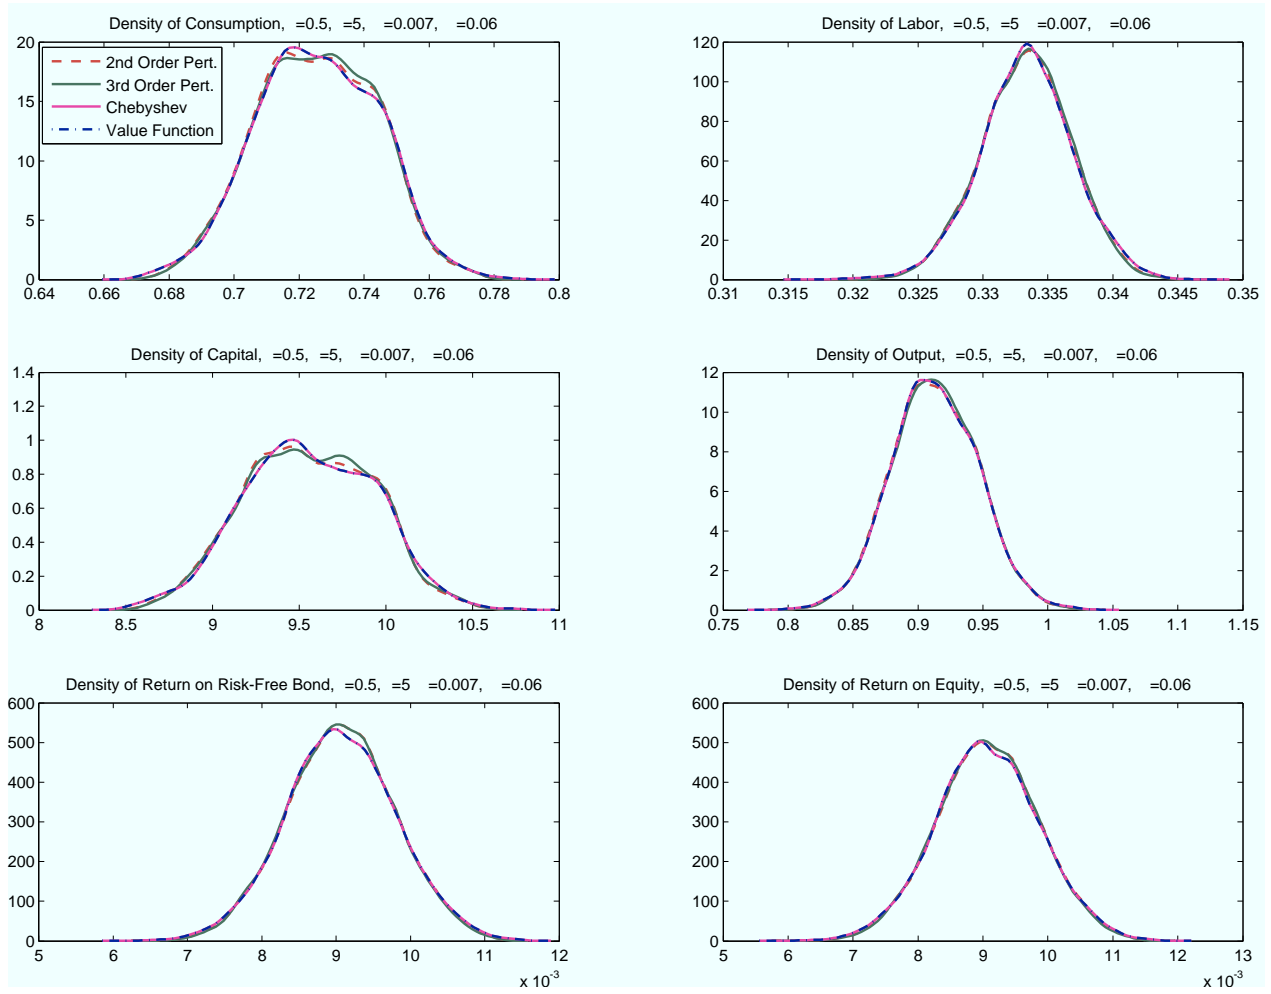 Density of Consumption, =0.5, =5, =0.007, =0.06
20
15
10
5
0
0.64 0.66 0.68 0.7 0.72 0.74 0.76 0.78 0.8
2nd Order Pert.
3rd Order Pert.
Chebyshev
Value Function
Density of Labor, =0.5, =5 =0.007, =0.06
120
100
80
60
40
20
0
0.31 0.315 0.32 0.325 0.33 0.335 0.34 0.345 0.35
Density of Capital, =0.5, =5, =0.007, =0.06
1.4
1.2
1
0.8
0.6
0.4
0.2
0
8 8.5 9 9.5 10 10.5 11
Density of Output, =0.5, =5, =0.007, =0.06
12
10
8
6
4
2
0
0.75 0.8 0.85 0.9 0.95 1 1.05 1.1 1.15
Density of Return on Risk-Free Bond, =0.5, =5 =0.007, =0.06
600
500
400
300
200
100
0
5 6 7 8 9 10 11 12
x 10-3
Density of Return on Equity, =0.5, =5 =0.007, =0.06
600
500
400
300
200
100
0
5 6 7 8 9 10 11 12 13
x 10-3